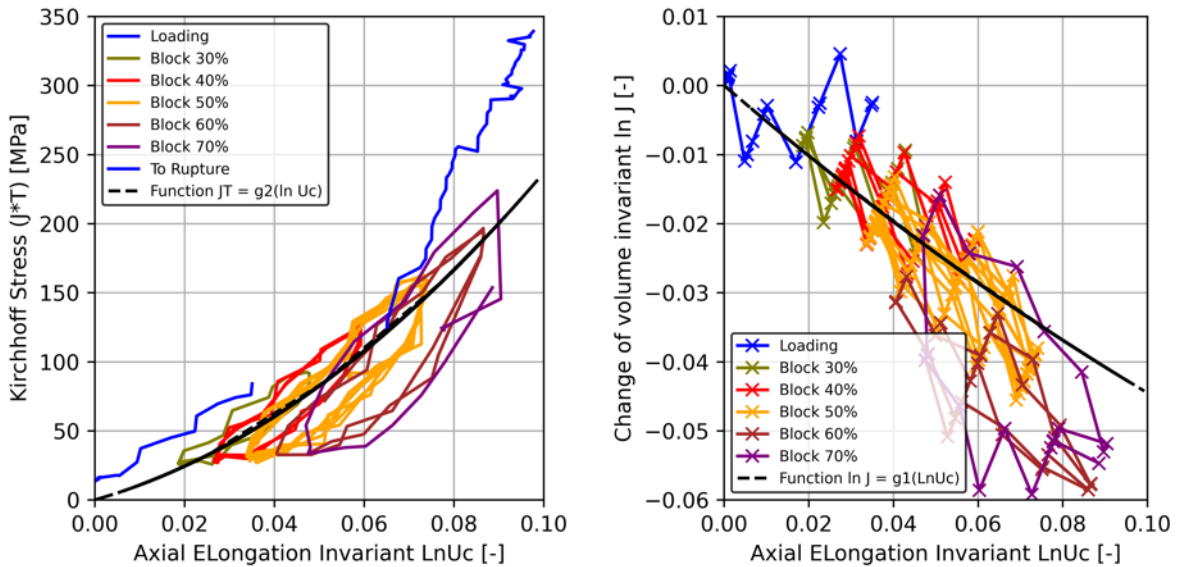 350
300
250
200
150
100
50
0
Kirchhoff Stress (J*T) [MPa]
Loading
Block 30%
Block 40%
Block 50%
Block 60%
Block 70%
To Rupture
Function JT = g2(ln Uc)
0.00 0.02 0.04 0.06 0.08 0.10
Axial ELongation Invariant LnUc [-]
0.01
0.00
−0.01
−0.02
−0.03
−0.04
−0.05
−0.06
Change of volume invariant ln J [-]
Loading
Block 30%
Block 40%
Block 50%
Block 60%
Block 70%
Function ln J = g1(LnUc)
0.00 0.02 0.04 0.06 0.08 0.10
Axial ELongation Invariant LnUc [-]